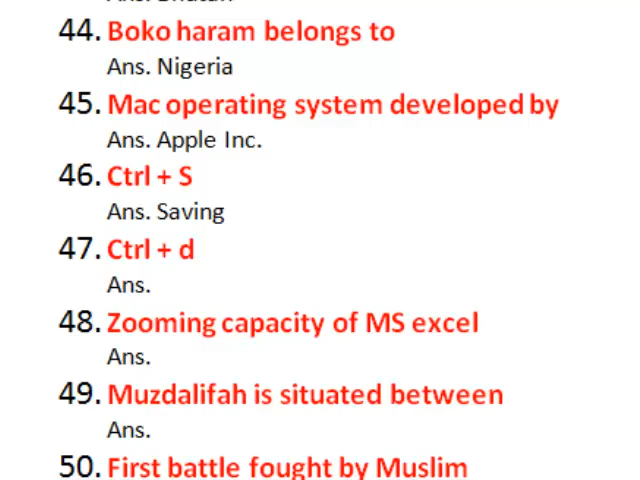 Ans. Bhutan
44. Boko haram belongs to
Ans. Nigeria
45. Mac operating system developed by
Ans. Apple Inc.
46. Ctrl + S
Ans. Saving
47. Ctrl + d
Ans.
48. Zooming capacity of MS excel
Ans.
49. Muzdalifah is situated between
Ans.
50. First battle fought by Muslim